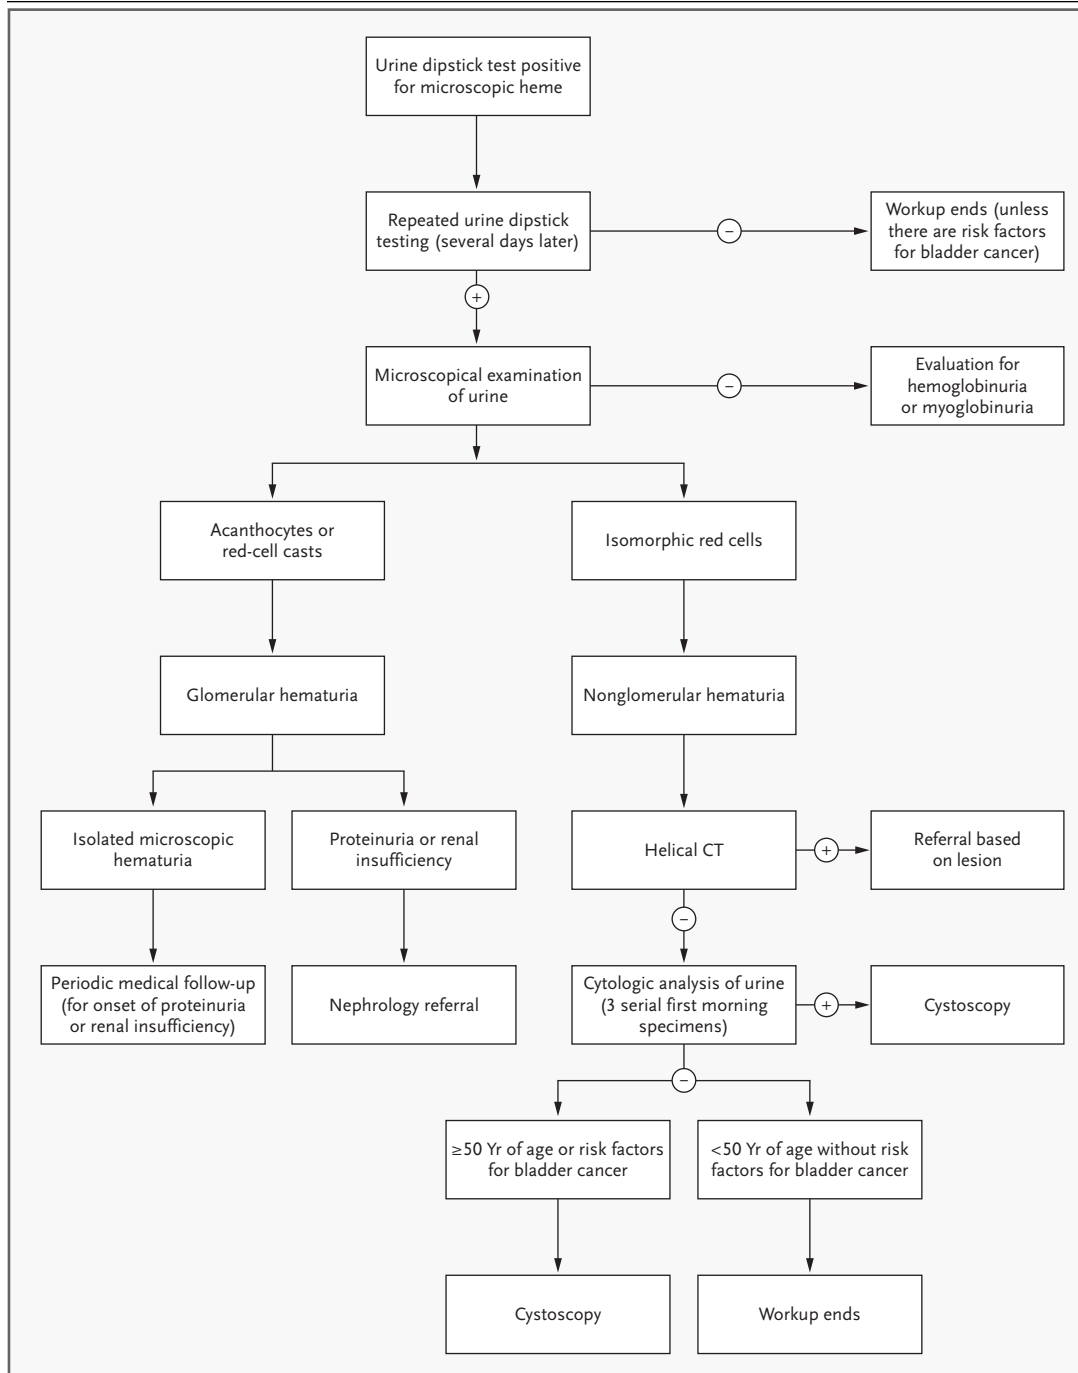 Urine dipstick test positive
for microscopic heme
Repeated urine dipstick
testing (several days later)
−
Workup ends (unless
there are risk factors
for bladder cancer)
+
Microscopical examination
of urine
−
Evaluation for
hemoglobinuria
or myoglobinuria
Acanthocytes or
red-cell casts
Isomorphic red cells
Glomerular hematuria
Nonglomerular hematuria
Isolated microscopic
hematuria
Proteinuria or renal
insufficiency
Helical CT
+
Referral based
on lesion
−
Periodic medical follow-up
(for onset of proteinuria
or renal insufficiency)
Nephrology referral
Cytologic analysis of urine
(3 serial first morning
specimens)
+
Cystoscopy
−
≥50 Yr of age or risk factors
for bladder cancer
<50 Yr of age without risk
factors for bladder cancer
Cystoscopy
Workup ends